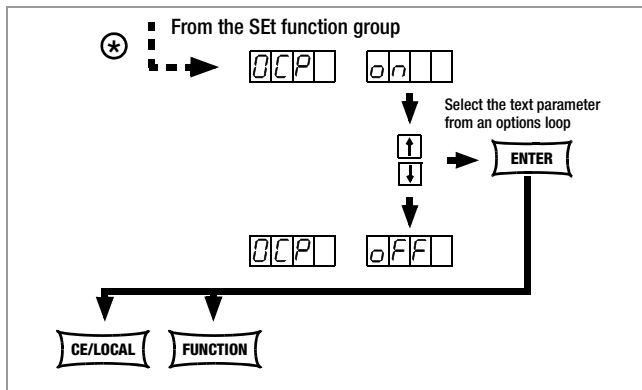 From the SEt function group
OCP on
Select the text parameter
from an options loop
↑
↓
ENTER
OCP oFF
CE/LOCAL FUNCTION